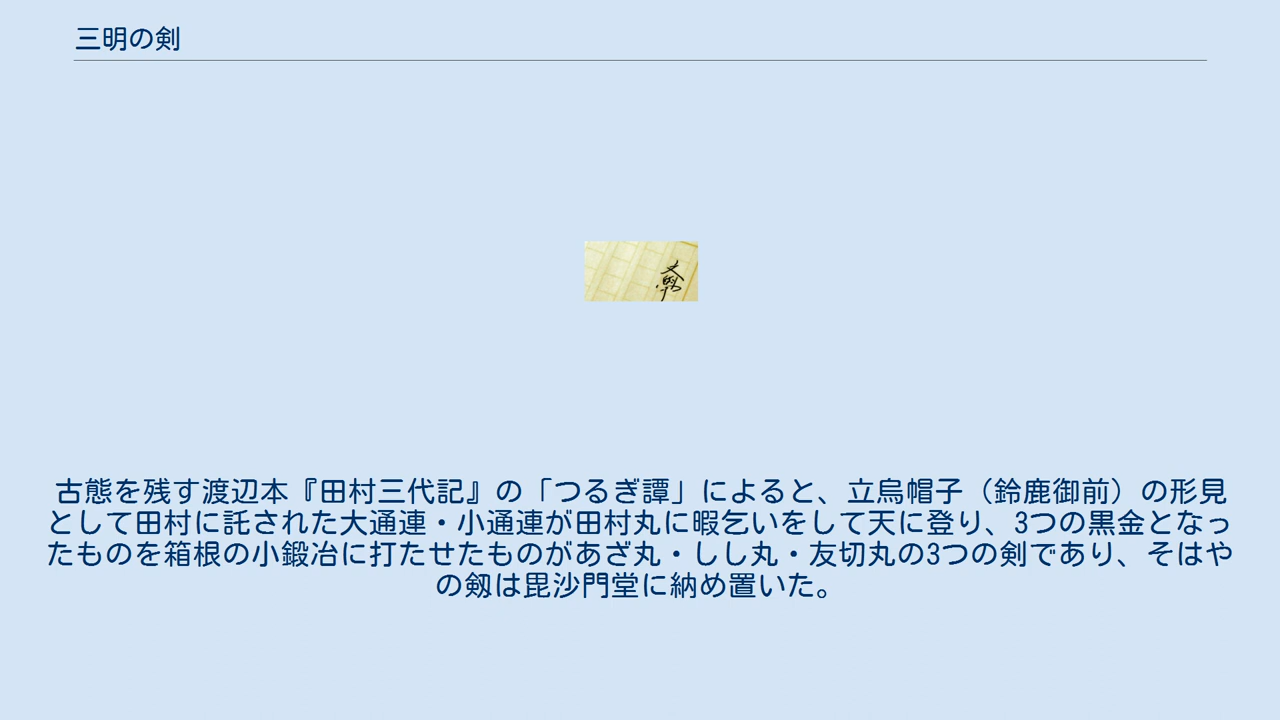 三明の剣
古態を残す渡辺本『田村三代記』の「つるぎ譚」によると、立烏帽子（鈴鹿御前）の形見
として田村に託された大通連・小通連が田村丸に暇乞いをして天に登り、3つの黒金となっ
たものを箱根の小鍛冶に打たせたものがあざ丸・しし丸・友切丸の3つの剣であり、そはや
の剱は毘沙門堂に納め置いた。